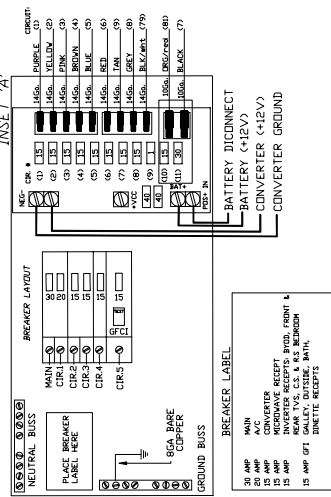 INSET 'A'
CIRCUIT:
PURPLE (1)
YELLOW (2)
PINK (3)
BROWN (4)
BLUE (5)
RED (6)
TAN (9)
GREY (8)
BLK/wht (79)
ORG/red (81)
BLACK (7)
14Ga.
14Ga.
14Ga.
14Ga.
14Ga.
14Ga.
14Ga.
14Ga.
14Ga.
10Ga.
10Ga.
CIR. #
(1) 15
(2) 15
(3) 15
(4) 15
(5) 15
(6) 15
(7) 15
(8) 15
(9)
(10) 15
(11) 30
NEG-
+VCC
40
40
BAT+
POS+ IN
BATTERY DICONNECT
BATTERY (+12V)
CONVERTER (+12V)
CONVERTER GROUND
BREAKER LAYOUT
MAIN 30
CIR.1 20
CIR.2 15
CIR.3 15
CIR.4 15
CIR.5 15
TEST
GFCI
NEUTRAL BUSS
PLACE BREAKER
LABEL HERE
8GA BARE
COPPER
GROUND BUSS
BREAKER LABEL
30 AMP MAIN
20 AMP A/C
15 AMP CONVERTER
15 AMP MICROWAVE RECEPT
15 AMP INVERTER RECEPTS: BYOD, FRONT &
REAR TVS, C.S. & R.S BEDROOM
15 AMP GFI GALLEY, OUTSIDE, BATH,
DINETTE RECEPTS